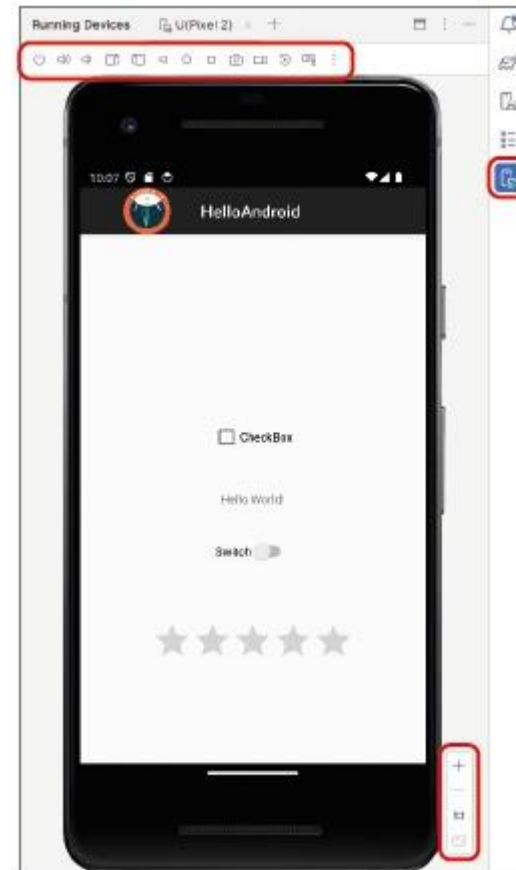 Running Devices U(Pixel 2)
10:07
HelloAndroid
CheckBox
Hello World
Switch